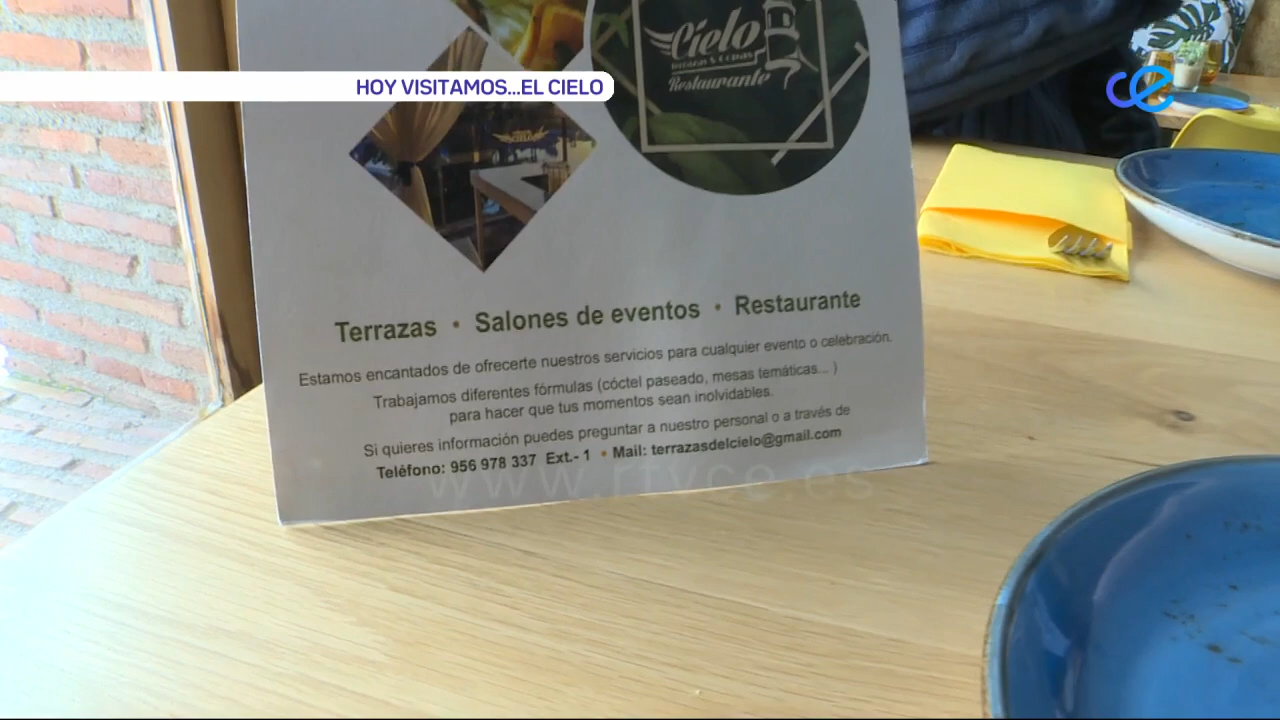 HOY VISITAMOS...EL CIELO
Cielo
Restaurante
Terrazas • Salones de eventos • Restaurante
Estamos encantados de ofrecerte nuestros servicios para cualquier evento o celebración.
Trabajamos diferentes fórmulas (cóctel paseado, mesas temáticas... )
para hacer que tus momentos sean inolvidables.
Si quieres información puedes preguntar a nuestro personal o a través de
Teléfono: 956 978 337 Ext.- 1 • Mail: terrazasdelcielo@gmail.com
www.rtvce.es